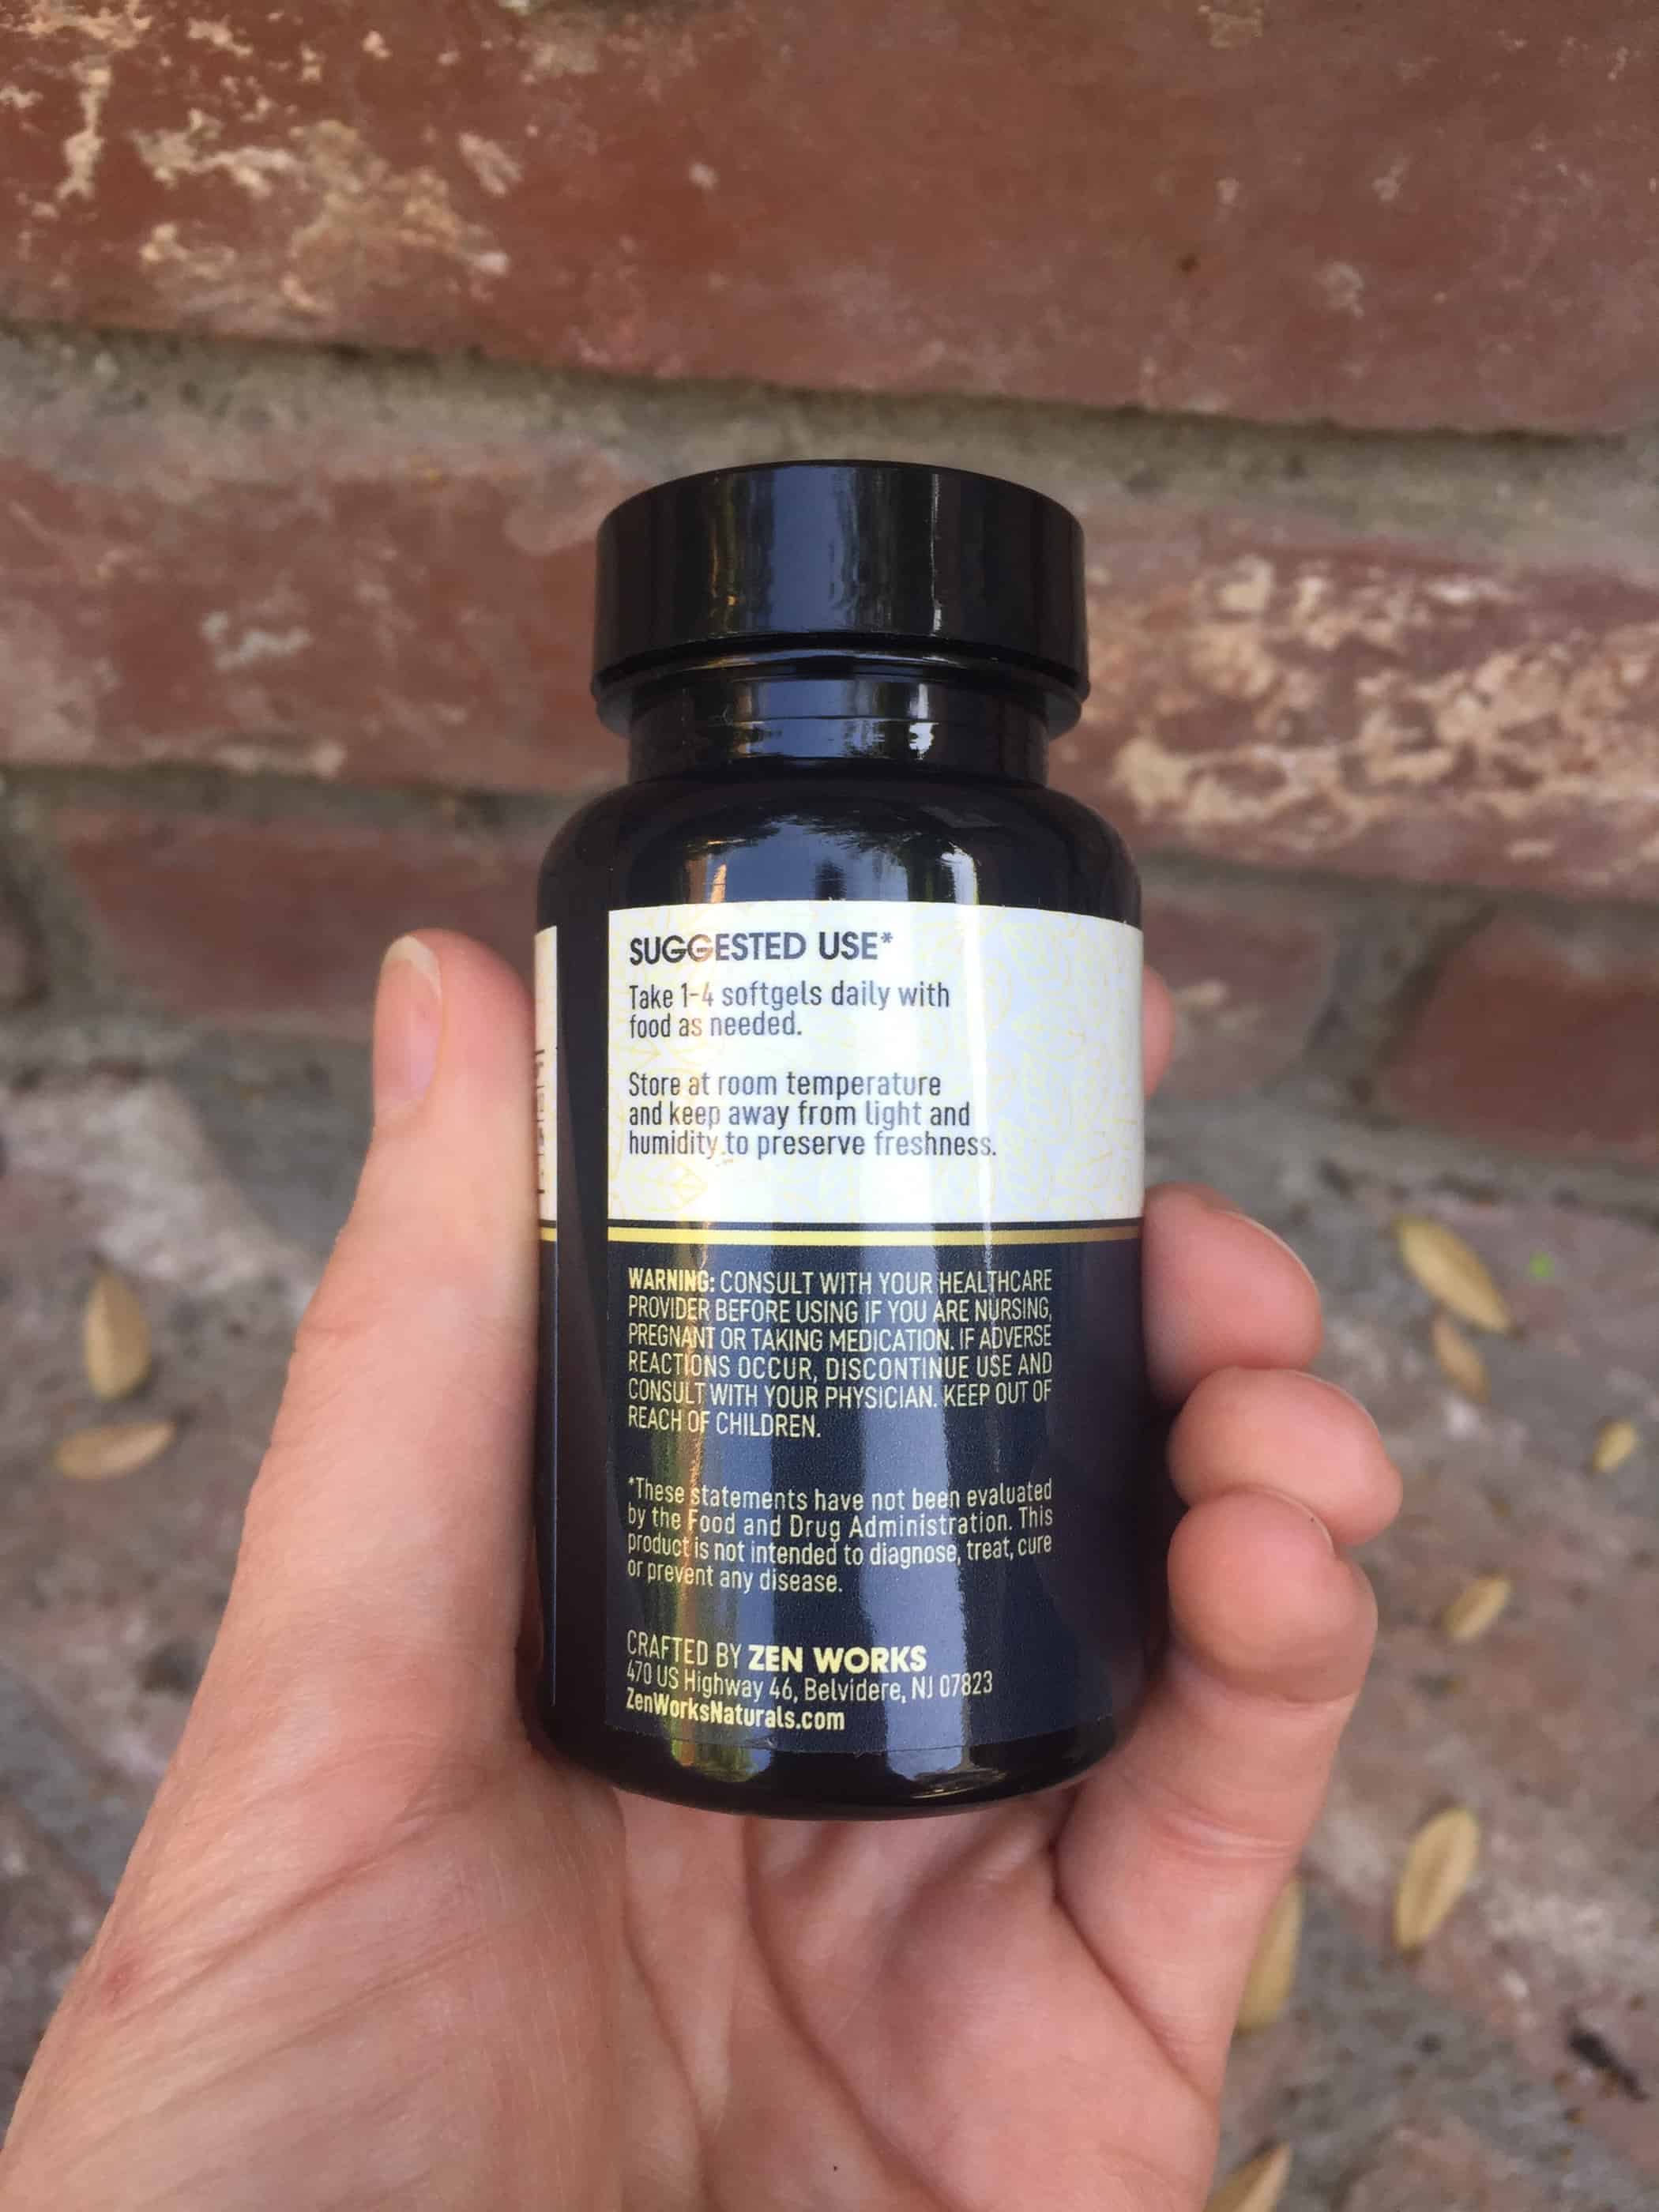 SUGGESTED USE*
Take 1-4 softgels daily with
food as needed.
Store at room temperature
and keep away from light and
humidity to preserve freshness.
WARNING: CONSULT WITH YOUR HEALTHCARE
PROVIDER BEFORE USING IF YOU ARE NURSING,
PREGNANT OR TAKING MEDICATION. IF ADVERSE
REACTIONS OCCUR, DISCONTINUE USE AND
CONSULT WITH YOUR PHYSICIAN. KEEP OUT OF
REACH OF CHILDREN.
*These statements have not been evaluated
by the Food and Drug Administration. This
product is not intended to diagnose, treat, cure
or prevent any disease.
CRAFTED BY ZEN WORKS
470 US Highway 46, Belvidere, NJ 07823
ZenWorksNaturals.com